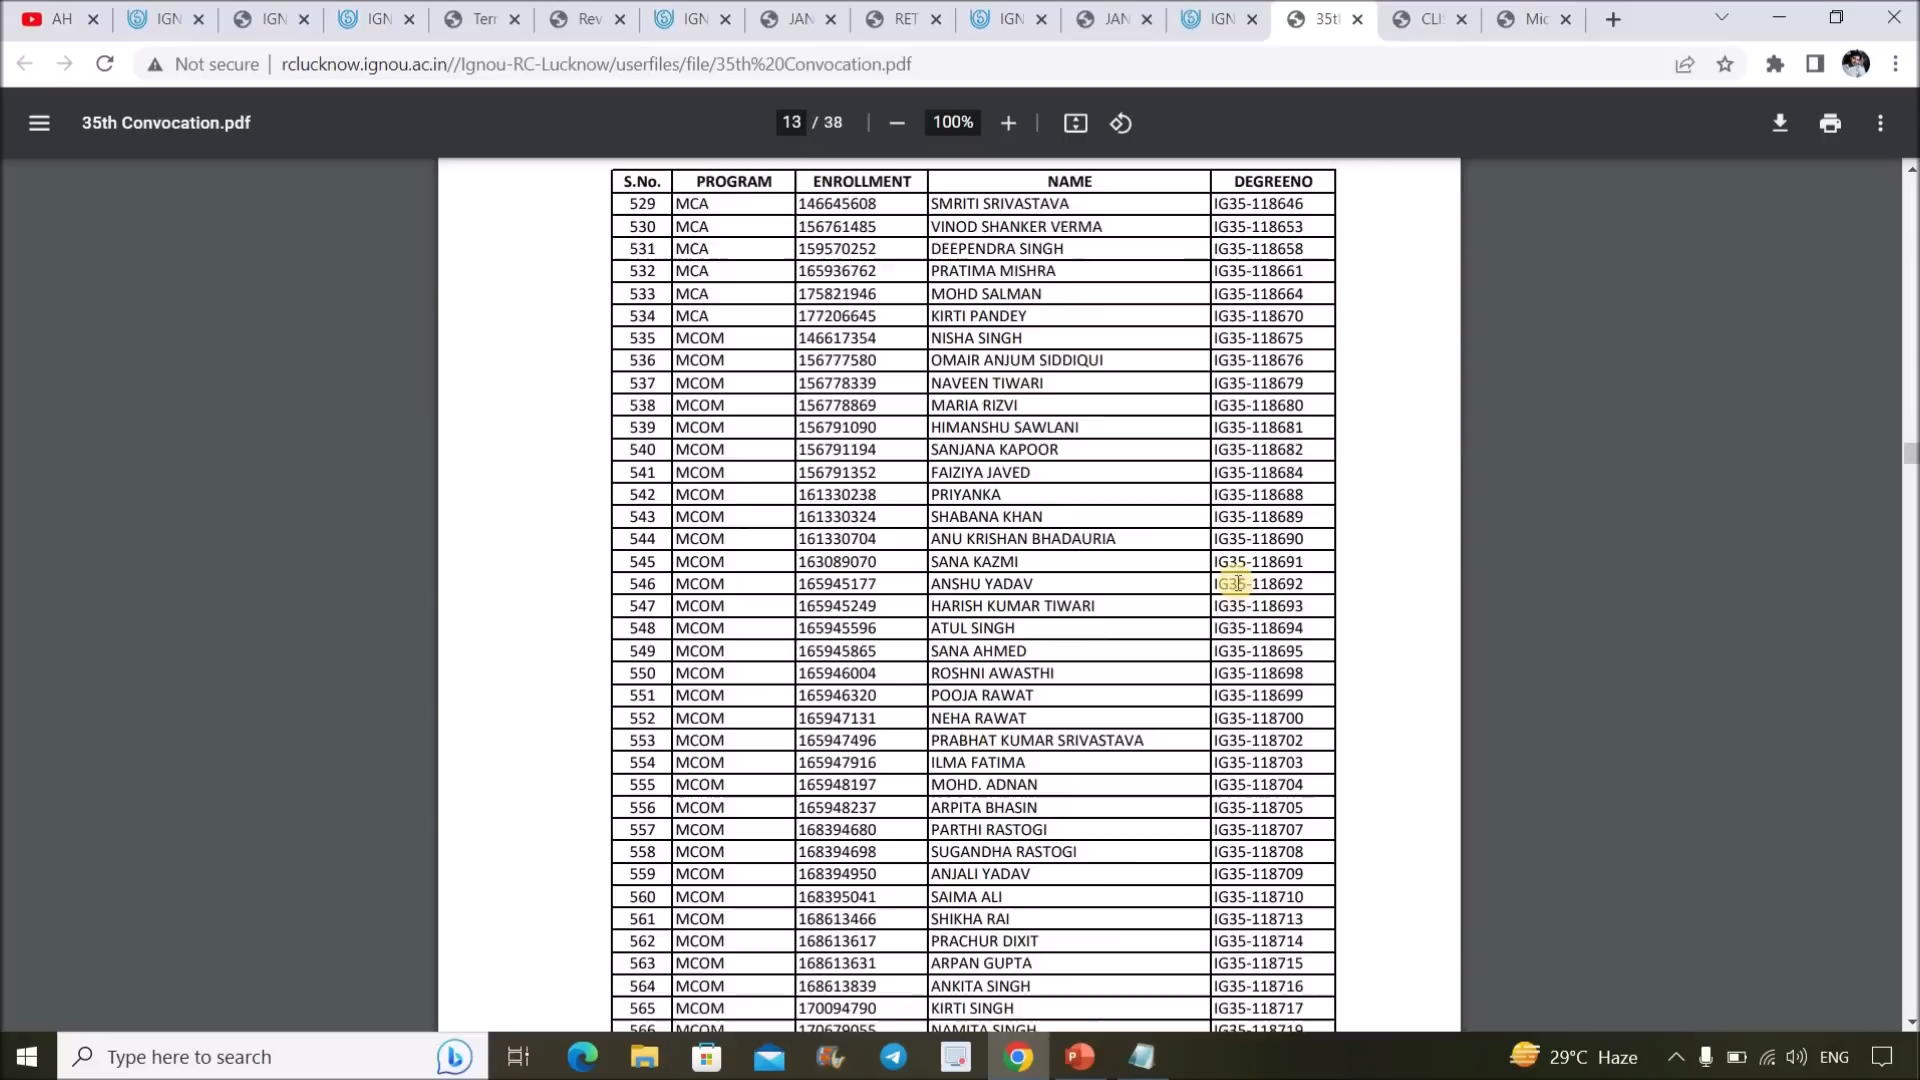 AH IGN IGN IGN Terr Rev IGN JAN RET IGN JAN IGN 35tl CLI Mic
Not secure rclucknow.ignou.ac.in//Ignou-RC-Lucknow/userfiles/file/35th%20Convocation.pdf
35th Convocation.pdf 13 / 38 100%
S.No. PROGRAM ENROLLMENT NAME DEGREENO
529 MCA 146645608 SMRITI SRIVASTAVA IG35-118646
530 MCA 156761485 VINOD SHANKER VERMA IG35-118653
531 MCA 159570252 DEEPENDRA SINGH IG35-118658
532 MCA 165936762 PRATIMA MISHRA IG35-118661
533 MCA 175821946 MOHD SALMAN IG35-118664
534 MCA 177206645 KIRTI PANDEY IG35-118670
535 MCOM 146617354 NISHA SINGH IG35-118675
536 MCOM 156777580 OMAIR ANJUM SIDDIQUI IG35-118676
537 MCOM 156778339 NAVEEN TIWARI IG35-118679
538 MCOM 156778869 MARIA RIZVI IG35-118680
539 MCOM 156791090 HIMANSHU SAWLANI IG35-118681
540 MCOM 156791194 SANJANA KAPOOR IG35-118682
541 MCOM 156791352 FAIZIYA JAVED IG35-118684
542 MCOM 161330238 PRIYANKA IG35-118688
543 MCOM 161330324 SHABANA KHAN IG35-118689
544 MCOM 161330704 ANU KRISHAN BHADAURIA IG35-118690
545 MCOM 163089070 SANA KAZMI IG35-118691
546 MCOM 165945177 ANSHU YADAV IG35-118692
547 MCOM 165945249 HARISH KUMAR TIWARI IG35-118693
548 MCOM 165945596 ATUL SINGH IG35-118694
549 MCOM 165945865 SANA AHMED IG35-118695
550 MCOM 165946004 ROSHNI AWASTHI IG35-118698
551 MCOM 165946320 POOJA RAWAT IG35-118699
552 MCOM 165947131 NEHA RAWAT IG35-118700
553 MCOM 165947496 PRABHAT KUMAR SRIVASTAVA IG35-118702
554 MCOM 165947916 ILMA FATIMA IG35-118703
555 MCOM 165948197 MOHD. ADNAN IG35-118704
556 MCOM 165948237 ARPITA BHASIN IG35-118705
557 MCOM 168394680 PARTHI RASTOGI IG35-118707
558 MCOM 168394698 SUGANDHA RASTOGI IG35-118708
559 MCOM 168394950 ANJALI YADAV IG35-118709
560 MCOM 168395041 SAIMA ALI IG35-118710
561 MCOM 168613466 SHIKHA RAI IG35-118713
562 MCOM 168613617 PRACHUR DIXIT IG35-118714
563 MCOM 168613631 ARPAN GUPTA IG35-118715
564 MCOM 168613839 ANKITA SINGH IG35-118716
565 MCOM 170094790 KIRTI SINGH IG35-118717
566 MCOM 170679055 NAMITA SINGH IG35-118719
Type here to search 29°C Haze ENG